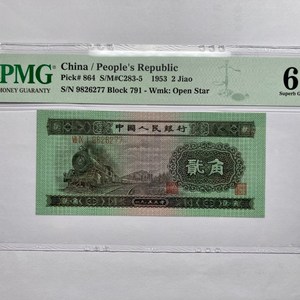 PMG
MONEY GUARANTY
China / People's Republic
Pick# 864 S/M#C283-5 1953 2 Jiao
S/N 9826277 Block 791 - Wmk: Open Star
6
Superb G
中国人民银行
9826277
贰角